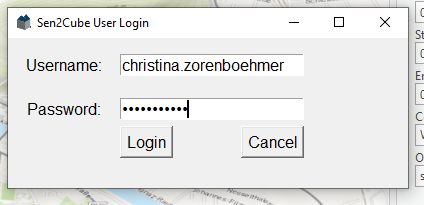 Sen2Cube User Login
Username: christina.zorenboehmer
Password: •••••••••••
Login Cancel